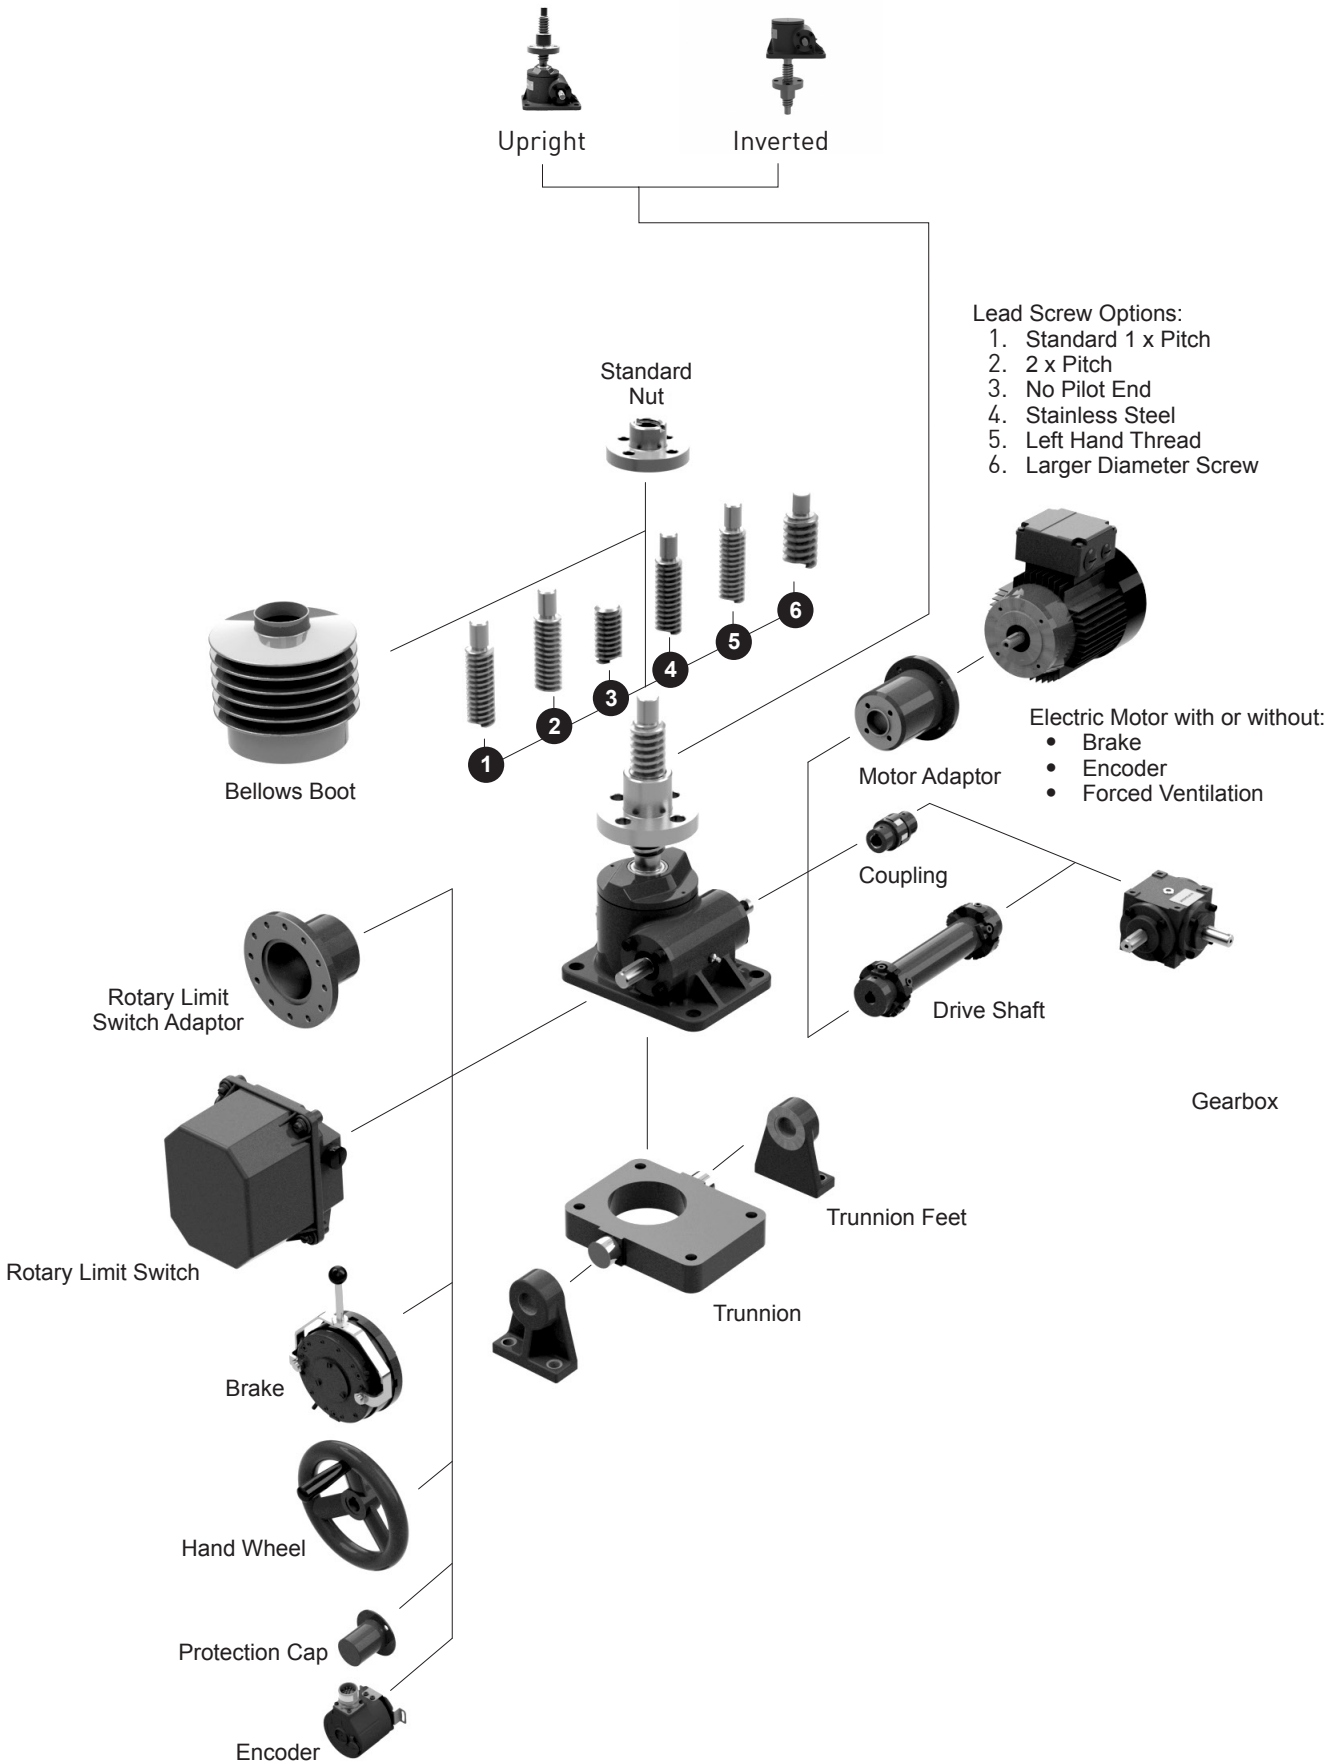 Upright
Inverted
Lead Screw Options:
1. Standard 1 x Pitch
2. 2 x Pitch
3. No Pilot End
4. Stainless Steel
5. Left Hand Thread
6. Larger Diameter Screw
Standard
Nut
6
5
4
3
2
1
Bellows Boot
Electric Motor with or without:
• Brake
• Encoder
• Forced Ventilation
Motor Adaptor
Coupling
Rotary Limit
Switch Adaptor
Drive Shaft
Gearbox
Trunnion Feet
Rotary Limit Switch
Trunnion
Brake
Hand Wheel
Protection Cap
Encoder